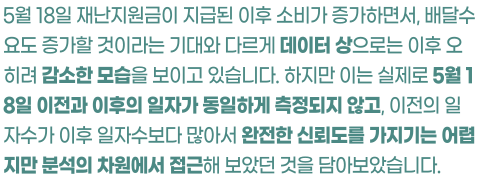 5월 18일 재난지원금이 지급된 이후 소비가 증가하면서, 배달수
요도 증가할 것이라는 기대와 다르게 데이터 상으로는 이후 오
히려 감소한 모습을 보이고 있습니다. 하지만 이는 실제로 5월 1
8일 이전과 이후의 일자가 동일하게 측정되지 않고, 이전의 일
자수가 이후 일자수보다 많아서 완전한 신뢰도를 가지기는 어렵
지만 분석의 차원에서 접근해 보았던 것을 담아보았습니다.